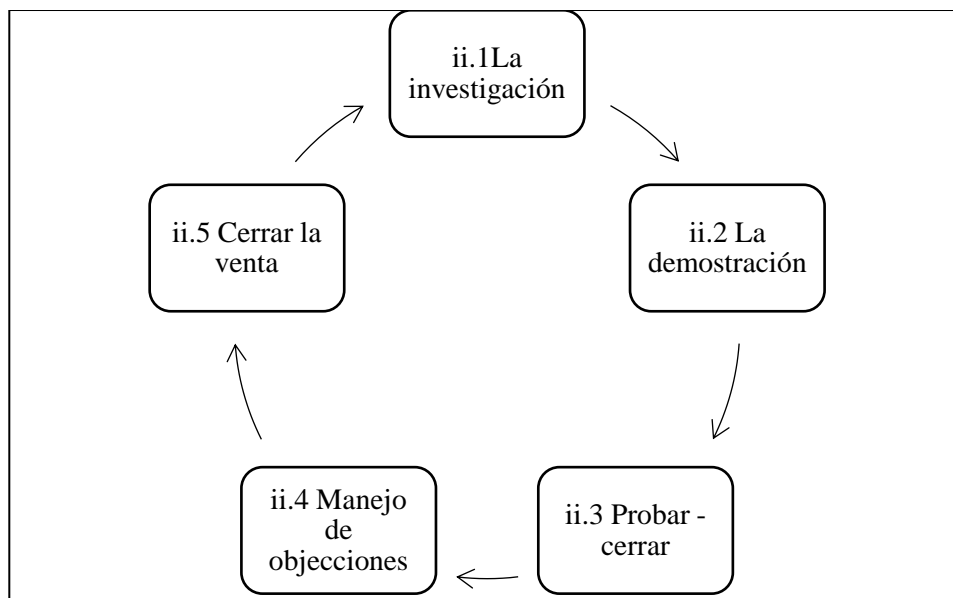 ii.1La
investigación
ii.2 La
demostración
ii.3 Probar -
cerrar
ii.4 Manejo
de
objecciones
ii.5 Cerrar la
venta